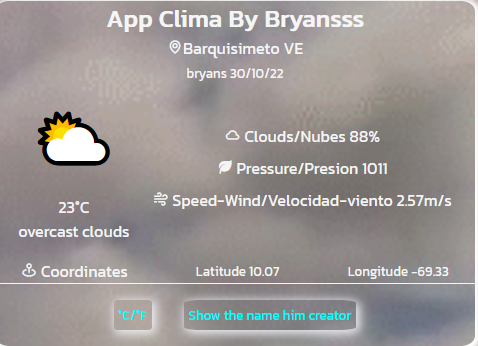 App Clima By Bryansss
Barquisimeto VE
bryans 30/10/22
Clouds/Nubes 88%
Pressure/Presion 1011
Speed-Wind/Velocidad-viento 2.57m/s
23°C
overcast clouds
Coordinates Latitude 10.07 Longitude -69.33
°C/°F Show the name him creator